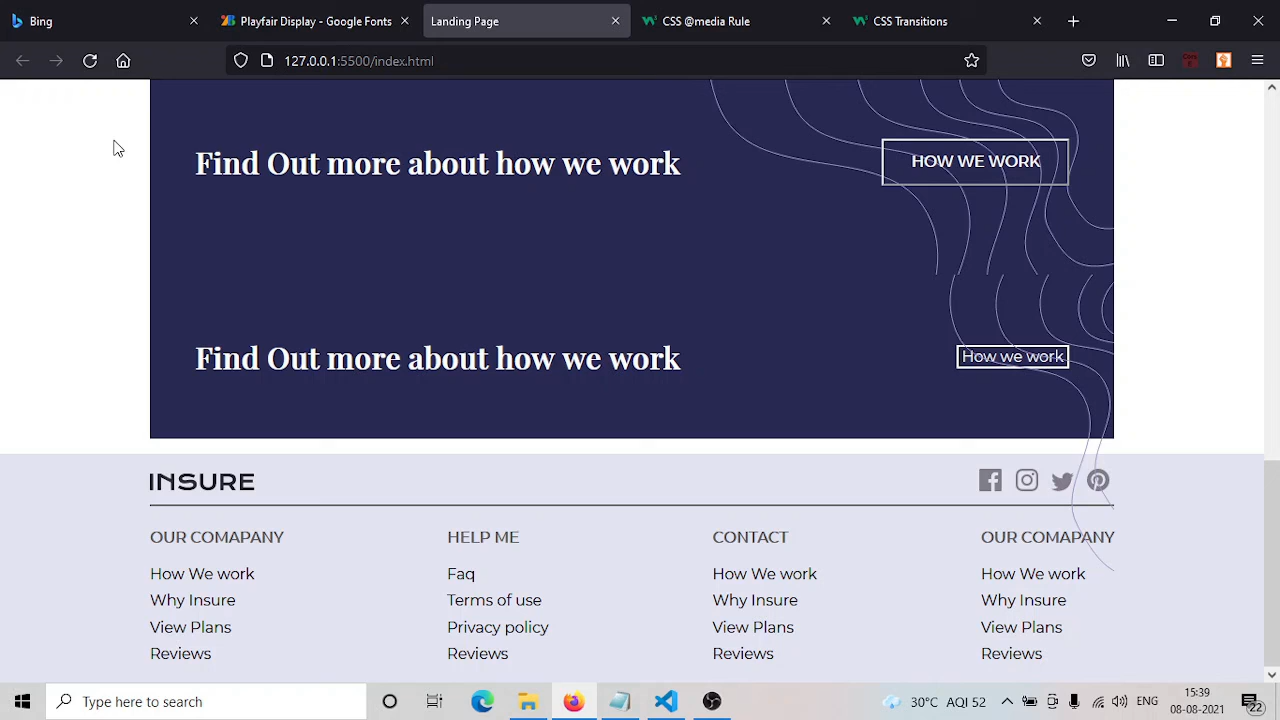 Bing
Playfair Display - Google Fonts
Landing Page
CSS @media Rule
CSS Transitions
127.0.0.1:5500/index.html
Find Out more about how we work
HOW WE WORK
Find Out more about how we work
How we work
INSURE
OUR COMAPANY HELP ME CONTACT OUR COMAPANY
How We work Faq How We work How We work
Why Insure Terms of use Why Insure Why Insure
View Plans Privacy policy View Plans View Plans
Reviews Reviews Reviews Reviews
Type here to search
30°C AQI 52
ENG
15:39
08-08-2021
22